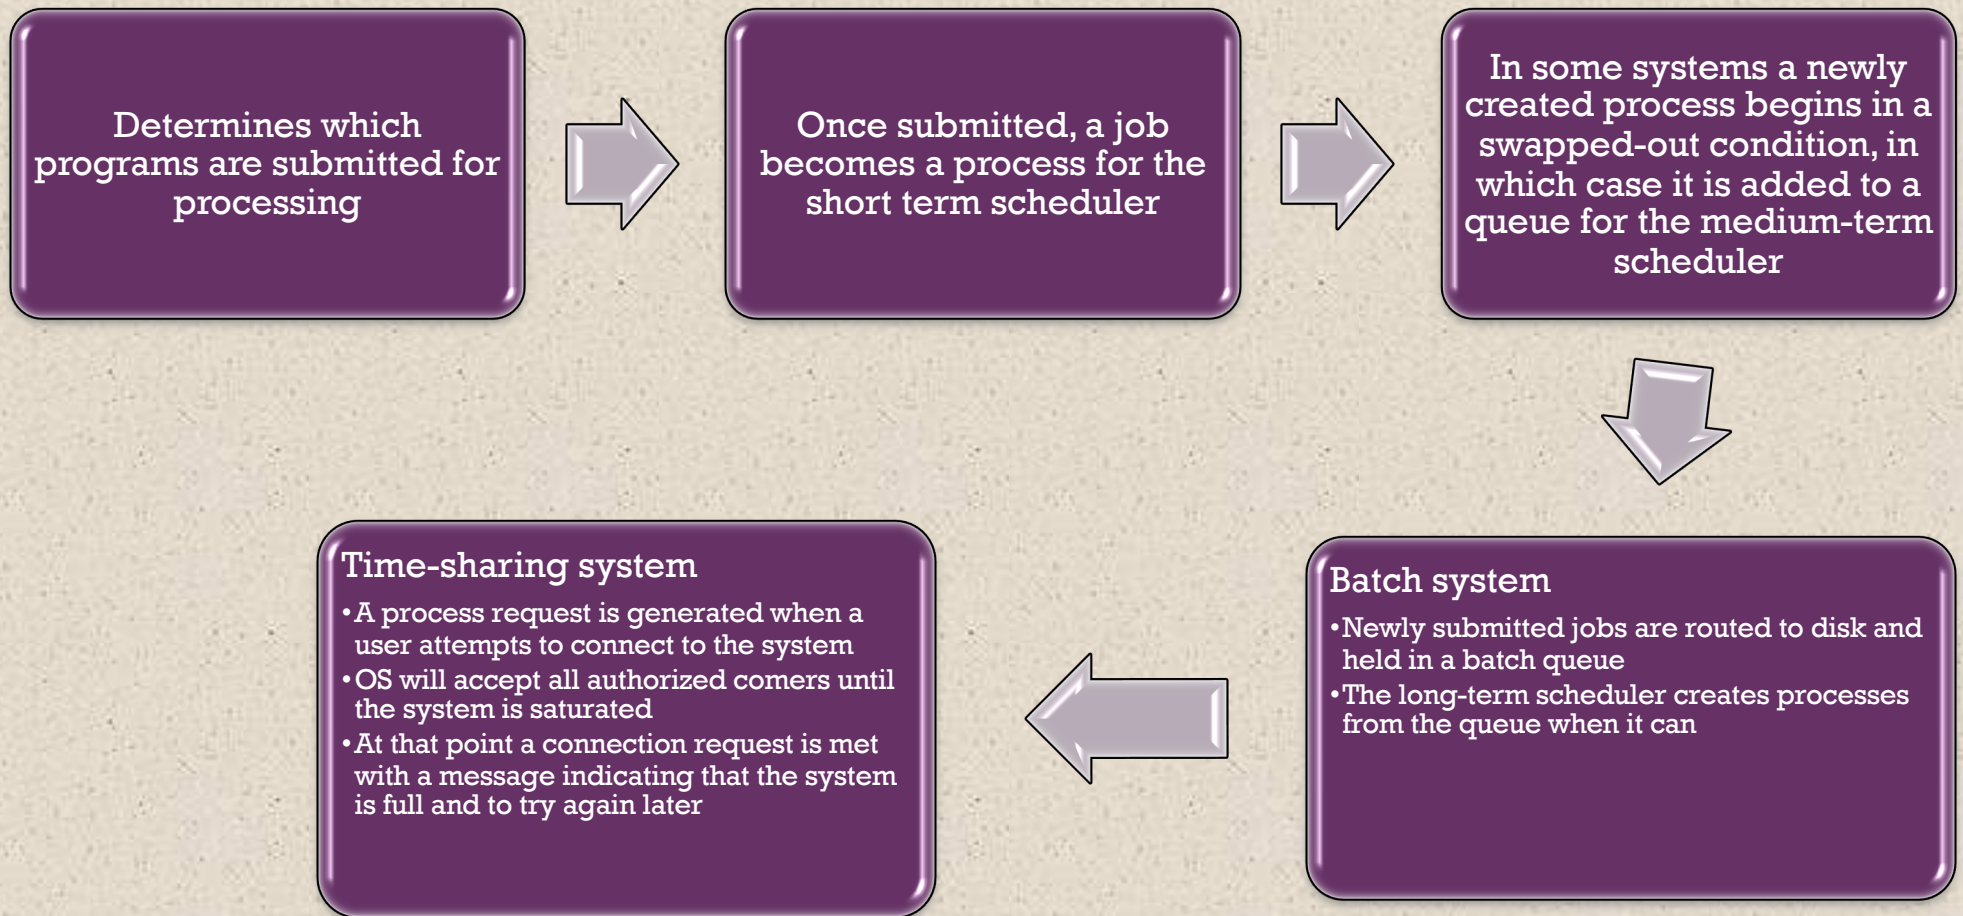 Determines which
programs are submitted for
processing
Once submitted, a job
becomes a process for the
short term scheduler
In some systems a newly
created process begins in a
swapped-out condition, in
which case it is added to a
queue for the medium-term
scheduler
Batch system
•Newly submitted jobs are routed to disk and
held in a batch queue
•The long-term scheduler creates processes
from the queue when it can
Time-sharing system
•A process request is generated when a
user attempts to connect to the system
•OS will accept all authorized comers until
the system is saturated
•At that point a connection request is met
with a message indicating that the system
is full and to try again later